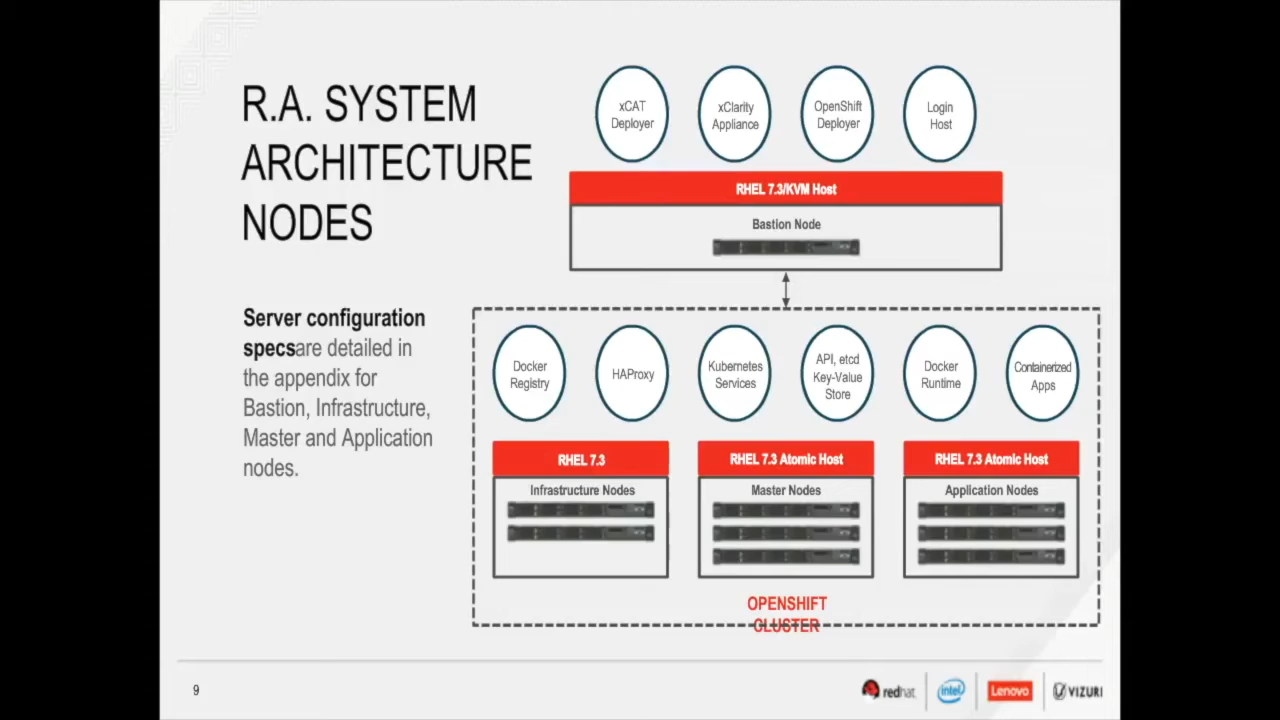 R.A. SYSTEM
ARCHITECTURE
NODES
Server configuration
specsare detailed in
the appendix for
Bastion, Infrastructure,
Master and Application
nodes.
xCAT
Deployer
xClarity
Appliance
OpenShift
Deployer
Login
Host
RHEL 7.3/KVM Host
Bastion Node
Docker
Registry
HAProxy
Kubernetes
Services
API, etcd
Key-Value
Store
Docker
Runtime
Containerized
Apps
RHEL 7.3
Infrastructure Nodes
RHEL 7.3 Atomic Host
Master Nodes
RHEL 7.3 Atomic Host
Application Nodes
OPENSHIFT
CLUSTER
9
redhat
intel
Lenovo
VIZURI